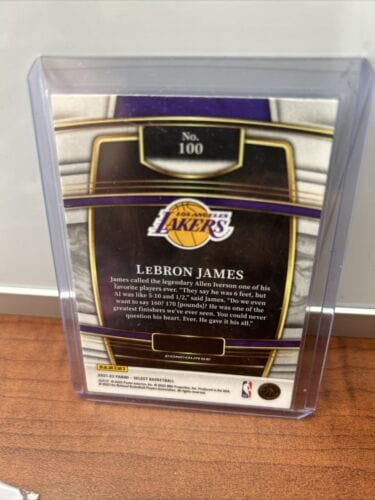 No.
100
LOS ANGELES
LAKERS
LEBRON JAMES
James called the legendary Allen Iverson one of his
favorite players ever. "They say he was 6 feet, but
AI was like 5-10 and 1/2," said James. "Do we even
want to say 160? 170 [pounds]? He was one of the
greatest finishers we've ever seen. You could never
question his heart. Ever. He gave it his all."
CONCOURSE
PANINI
2021-22 PANINI - SELECT BASKETBALL
NBA